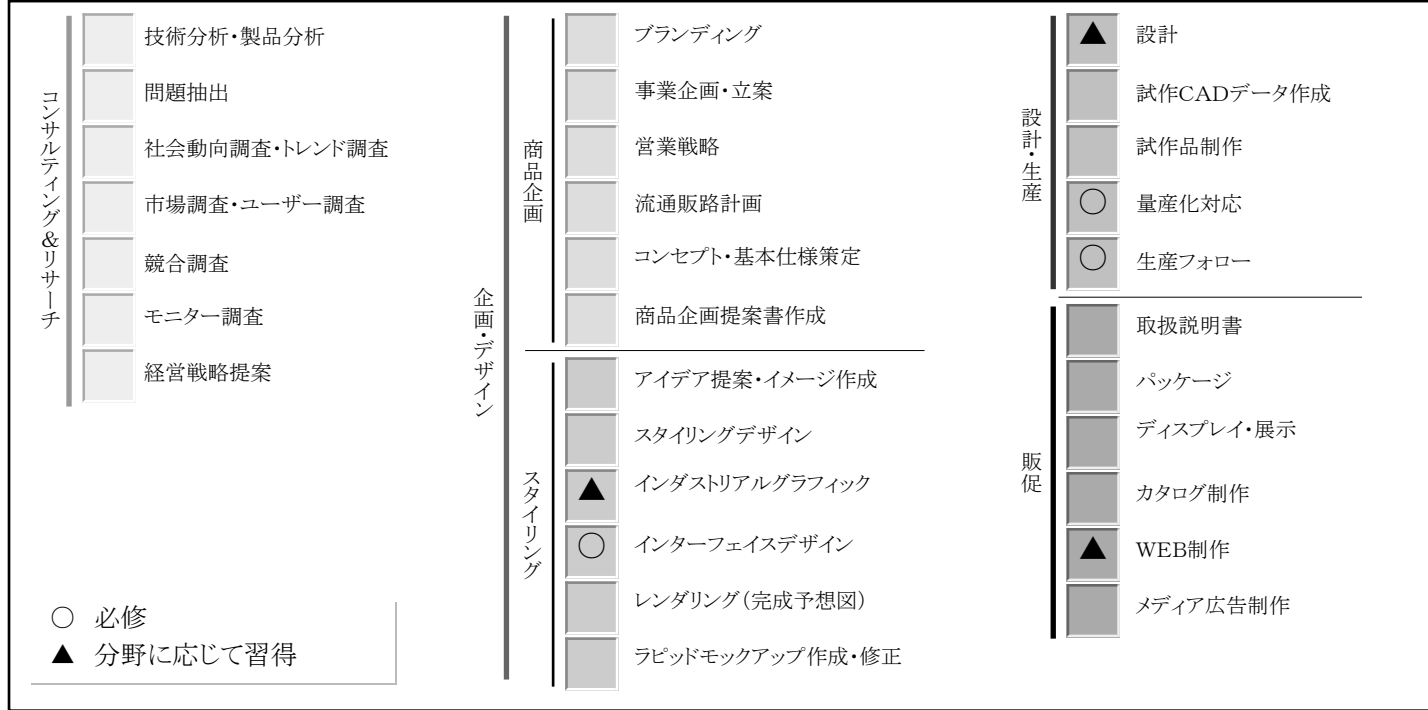 コンサルティング&リサーチ
技術分析・製品分析
問題抽出
社会動向調査・トレンド調査
市場調査・ユーザー調査
競合調査
モニター調査
経営戦略提案
企画・デザイン
商品企画
ブランディング
事業企画・立案
営業戦略
流通販路計画
コンセプト・基本仕様策定
商品企画提案書作成
スタイリング
アイデア提案・イメージ作成
スタイリングデザイン
▲ インダストリアルグラフィック
○ インターフェイスデザイン
レンダリング(完成予想図)
ラピッドモックアップ作成・修正
設計・生産
▲ 設計
試作CADデータ作成
試作品制作
○ 量産化対応
○ 生産フォロー
販促
取扱説明書
パッケージ
ディスプレイ・展示
カタログ制作
▲ WEB制作
メディア広告制作
○ 必修
▲ 分野に応じて習得